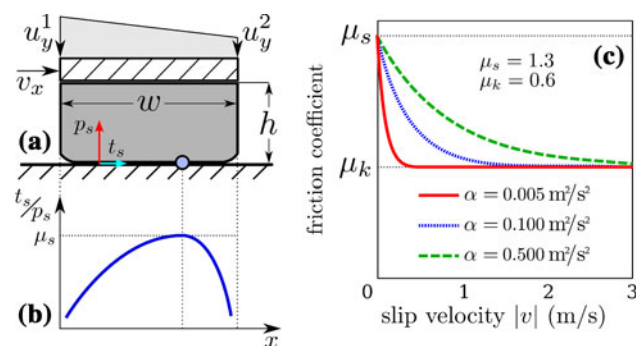 u_y^1
u_y^2
v_x
w
h
p_s
t_s
(a)
t_s/p_s
μ_s
(b)
x
(c)
μ_s
μ_s = 1.3
μ_k = 0.6
friction coefficient
μ_k
α = 0.005 m²/s²
α = 0.100 m²/s²
α = 0.500 m²/s²
0 1 2 3
slip velocity |v| (m/s)